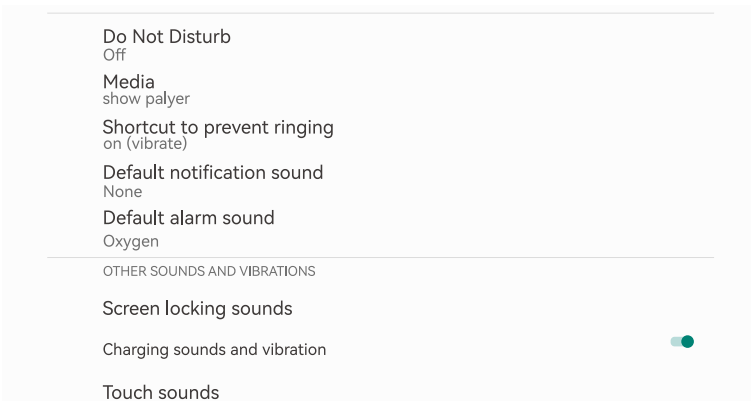 Do Not Disturb
Off
Media
show palyer
Shortcut to prevent ringing
on (vibrate)
Default notification sound
None
Default alarm sound
Oxygen
OTHER SOUNDS AND VIBRATIONS
Screen locking sounds
Charging sounds and vibration
Touch sounds